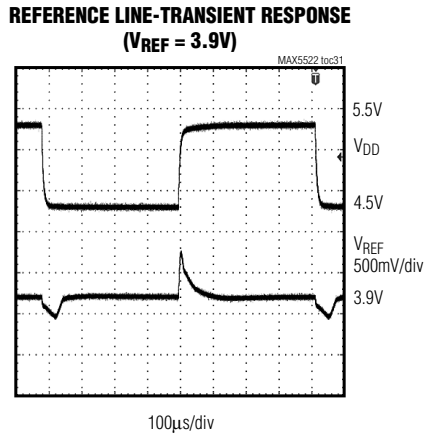 REFERENCE LINE-TRANSIENT RESPONSE
(VREF = 3.9V)
MAX5522 toc31
T
5.5V
VDD
4.5V
VREF
500mV/div
3.9V
100μs/div